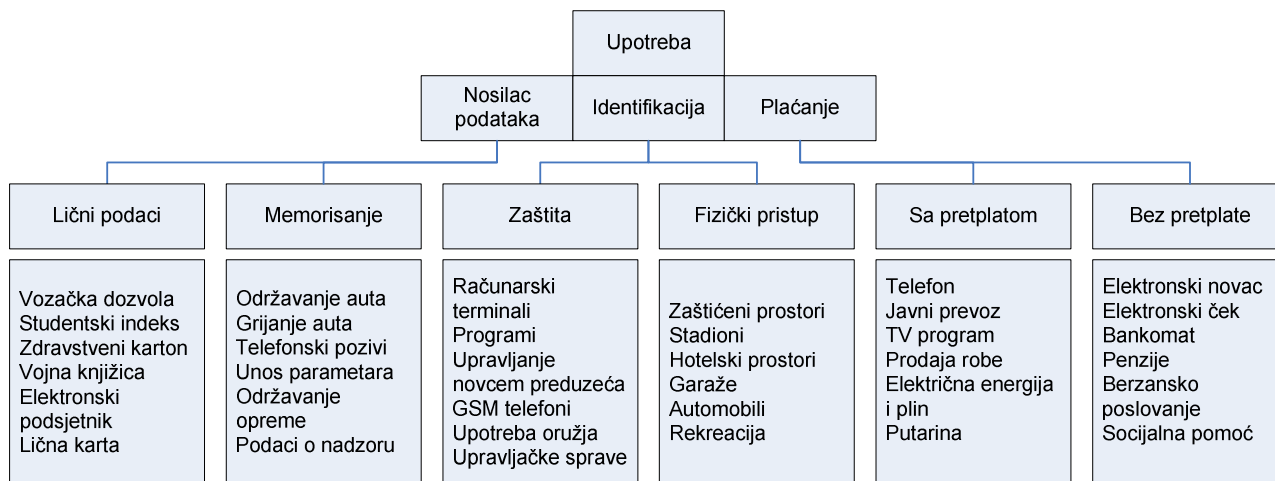 Upotreba
Nosilac
podataka
Identifikacija
Plaćanje
Lični podaci
Memorisanje
Zaštita
Fizički pristup
Sa pretplatom
Bez pretplate
Vozačka dozvola
Studentski indeks
Zdravstveni karton
Vojna knjižica
Elektronski
podsjetnik
Lična karta
Održavanje auta
Grijanje auta
Telefonski pozivi
Unos parametara
Održavanje
opreme
Podaci o nadzoru
Računarski
terminali
Programi
Upravljanje
novcem preduzeća
GSM telefoni
Upotreba oružja
Upravljačke sprave
Zaštićeni prostori
Stadioni
Hotelski prostori
Garaže
Automobili
Rekreacija
Telefon
Javni prevoz
TV program
Prodaja robe
Električna energija
i plin
Putarina
Elektronski novac
Elektronski ček
Bankomat
Penzije
Berzansko
poslovanje
Socijalna pomoć